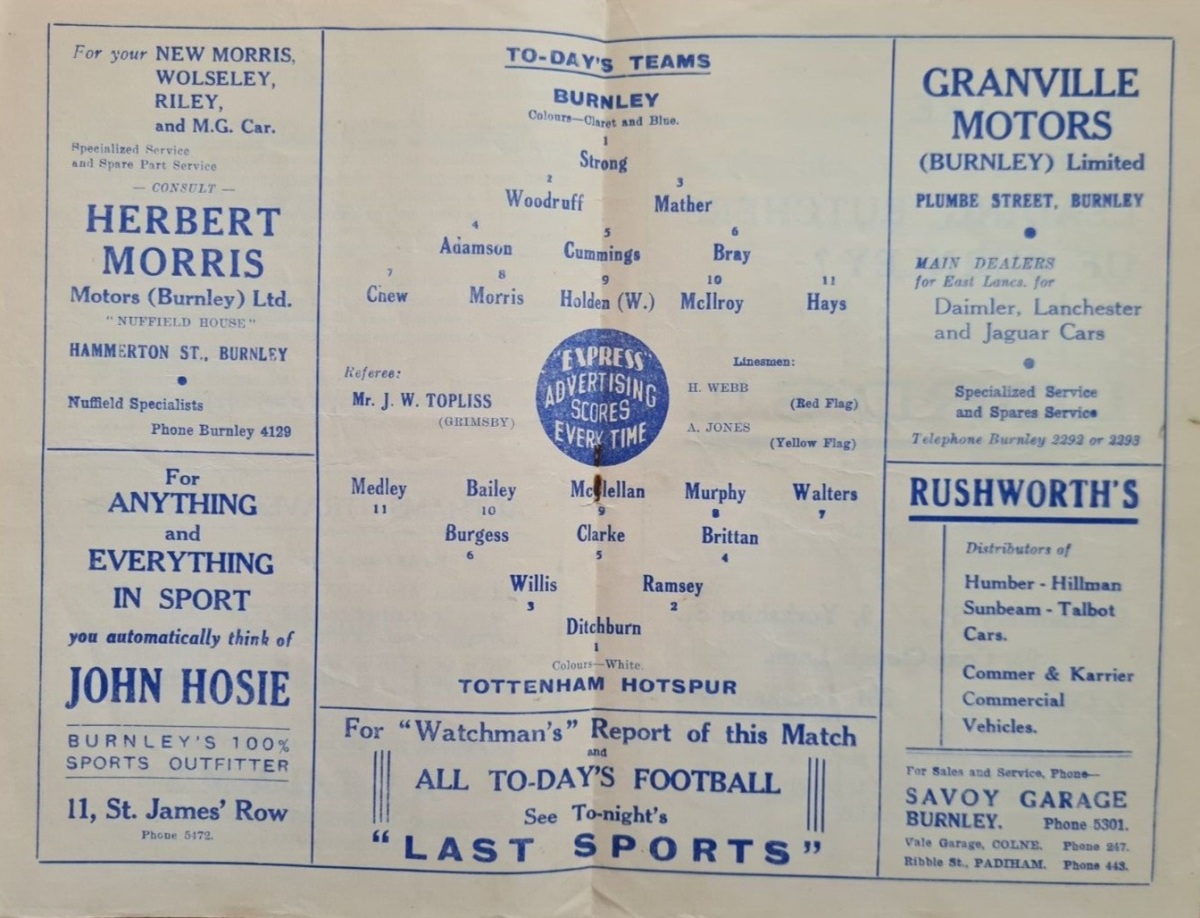 For your NEW MORRIS,
WOLSELEY,
RILEY,
and M.G. Car.
Specialized Service
and Spare Part Service
— CONSULT —
HERBERT
MORRIS
Motors (Burnley) Ltd.
"NUFFIELD HOUSE"
HAMMERTON ST., BURNLEY
Nuffield Specialists
Phone Burnley 4129
For
ANYTHING
and
EVERYTHING
IN SPORT
you automatically think of
JOHN HOSIE
BURNLEY'S 100%
SPORTS OUTFITTER
11, St. James' Row
Phone 5472.
TO-DAY'S TEAMS
BURNLEY
Colours—Claret and Blue.
1
Strong
2 3
Woodruff Mather
4 5 6
Adamson Cummings Bray
7 8 9 10 11
Chew Morris Holden (W.) McIlroy Hays
Referee:
Mr. J. W. TOPLISS
(GRIMSBY)
"EXPRESS"
ADVERTISING
SCORES
EVERY TIME
Linesmen:
H. WEBB
(Red Flag)
A. JONES
(Yellow Flag)
Medley Bailey McClellan Murphy Walters
11 10 9 8 7
Burgess Clarke Brittan
6 5 4
Willis Ramsey
3 2
Ditchburn
1
Colours—White.
TOTTENHAM HOTSPUR
For "Watchman's" Report of this Match
and
ALL TO-DAY'S FOOTBALL
See To-night's
"LAST SPORTS"
GRANVILLE
MOTORS
(BURNLEY) Limited
PLUMBE STREET, BURNLEY
MAIN DEALERS
for East Lancs. for
Daimler, Lanchester
and Jaguar Cars
Specialized Service
and Spares Service
Telephone Burnley 2292 or 2293
RUSHWORTH'S
Distributors of
Humber - Hillman
Sunbeam - Talbot
Cars.
Commer & Karrier
Commercial
Vehicles.
For Sales and Service, Phone—
SAVOY GARAGE
BURNLEY. Phone 5301.
Vale Garage, COLNE. Phone 247.
Ribble St., PADIHAM. Phone 443.